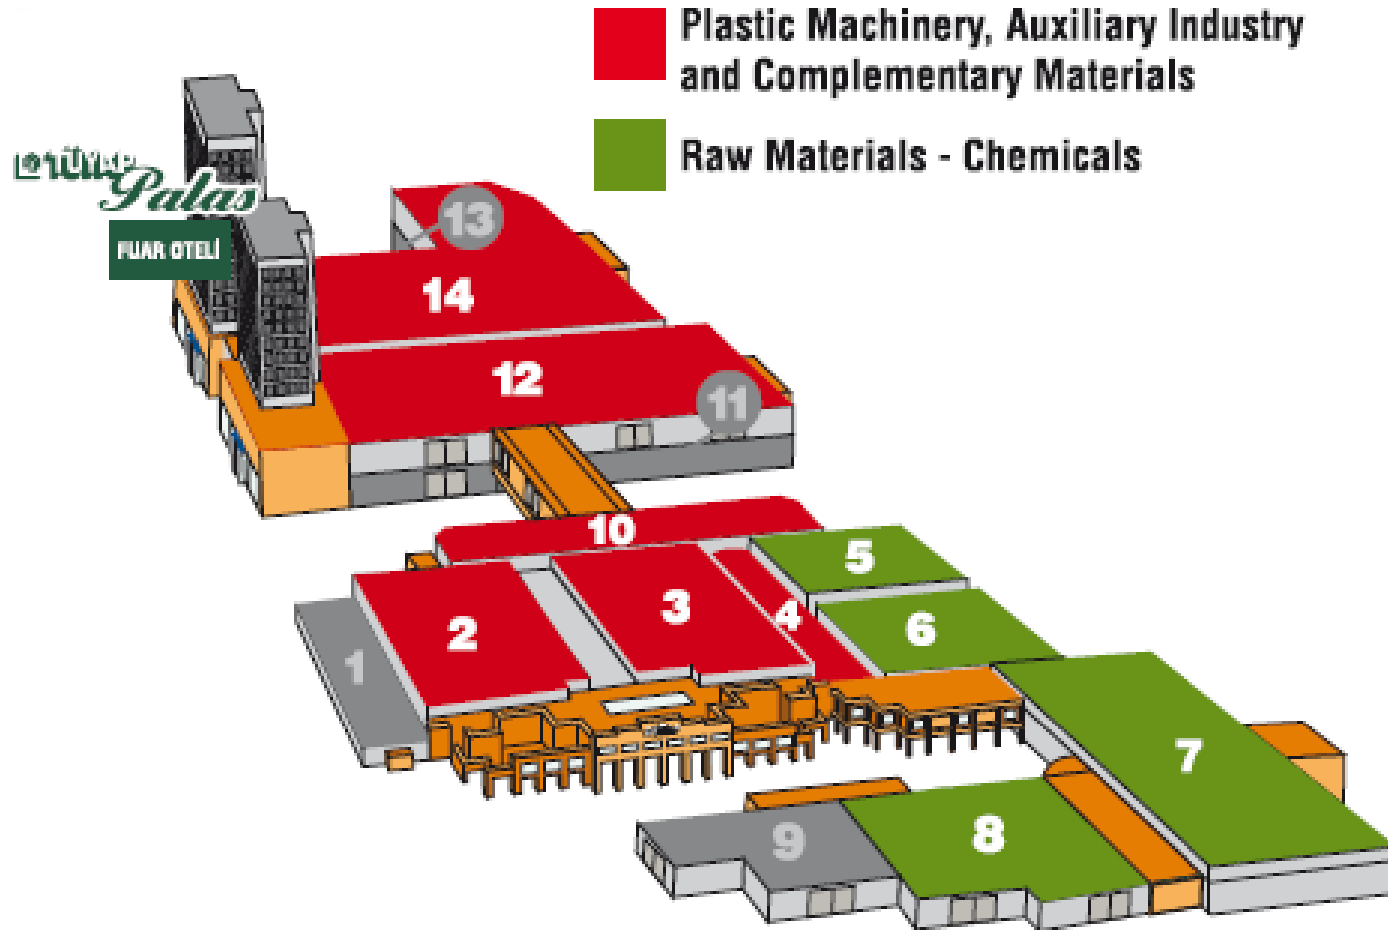 Plastic Machinery, Auxiliary Industry
and Complementary Materials
Raw Materials - Chemicals
TÜYAP
Palas
FUAR OTELİ
13
14
12
11
10
5
3
4
6
2
1
7
9
8